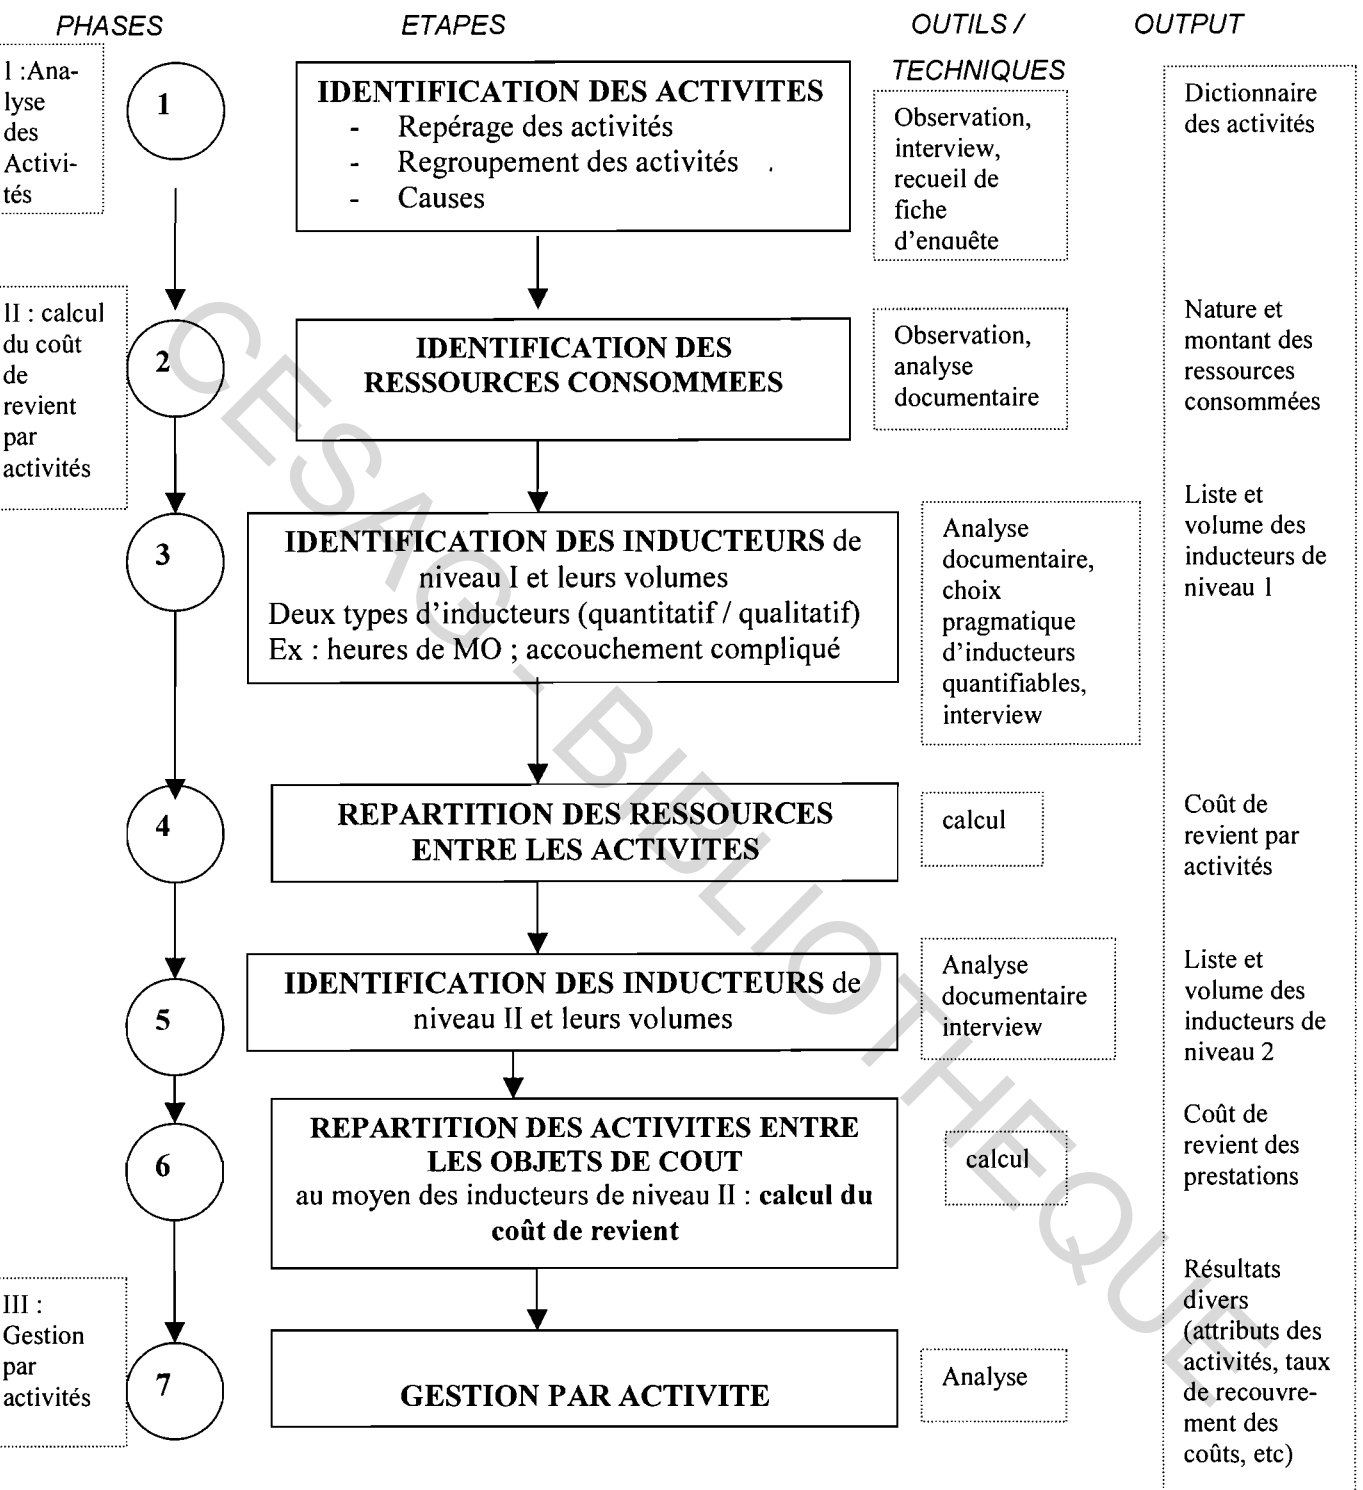 PHASES
ETAPES
OUTILS /
TECHNIQUES
OUTPUT
I :Ana-
lyse
des
Activi-
tés
1
IDENTIFICATION DES ACTIVITES
- Repérage des activités
- Regroupement des activités
- Causes
Observation,
interview,
recueil de
fiche
d'enquête
Dictionnaire
des activités
II : calcul
du coût
de
revient
par
activités
2
IDENTIFICATION DES
RESSOURCES CONSOMMEES
Observation,
analyse
documentaire
Nature et
montant des
ressources
consommées
3
IDENTIFICATION DES INDUCTEURS de
niveau I et leurs volumes
Deux types d'inducteurs (quantitatif / qualitatif)
Ex : heures de MO ; accouchement compliqué
Analyse
documentaire,
choix
pragmatique
d'inducteurs
quantifiables,
interview
Liste et
volume des
inducteurs de
niveau 1
4
REPARTITION DES RESSOURCES
ENTRE LES ACTIVITES
calcul
Coût de
revient par
activités
5
IDENTIFICATION DES INDUCTEURS de
niveau II et leurs volumes
Analyse
documentaire
interview
Liste et
volume des
inducteurs de
niveau 2
6
REPARTITION DES ACTIVITES ENTRE
LES OBJETS DE COUT
au moyen des inducteurs de niveau II : calcul du
coût de revient
calcul
Coût de
revient des
prestations
III :
Gestion
par
activités
7
GESTION PAR ACTIVITE
Analyse
Résultats
divers
(attributs des
activités, taux
de recouvre-
ment des
coûts, etc)
CESAG - BIBLIOTHEQUE